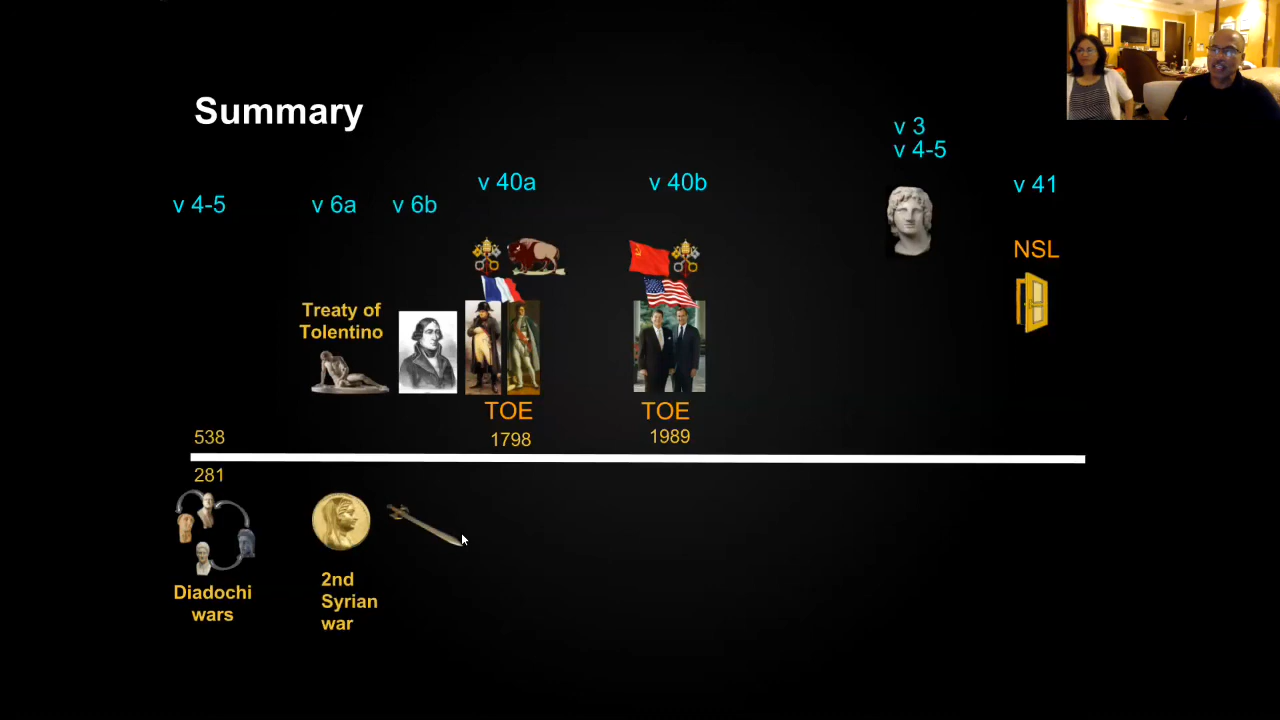 Summary
v 3
v 4-5
v 40a
v 40b
v 41
v 4-5
v 6a
v 6b
NSL
Treaty of
Tolentino
TOE
TOE
538
1798
1989
281
Diadochi
wars
2nd
Syrian
war